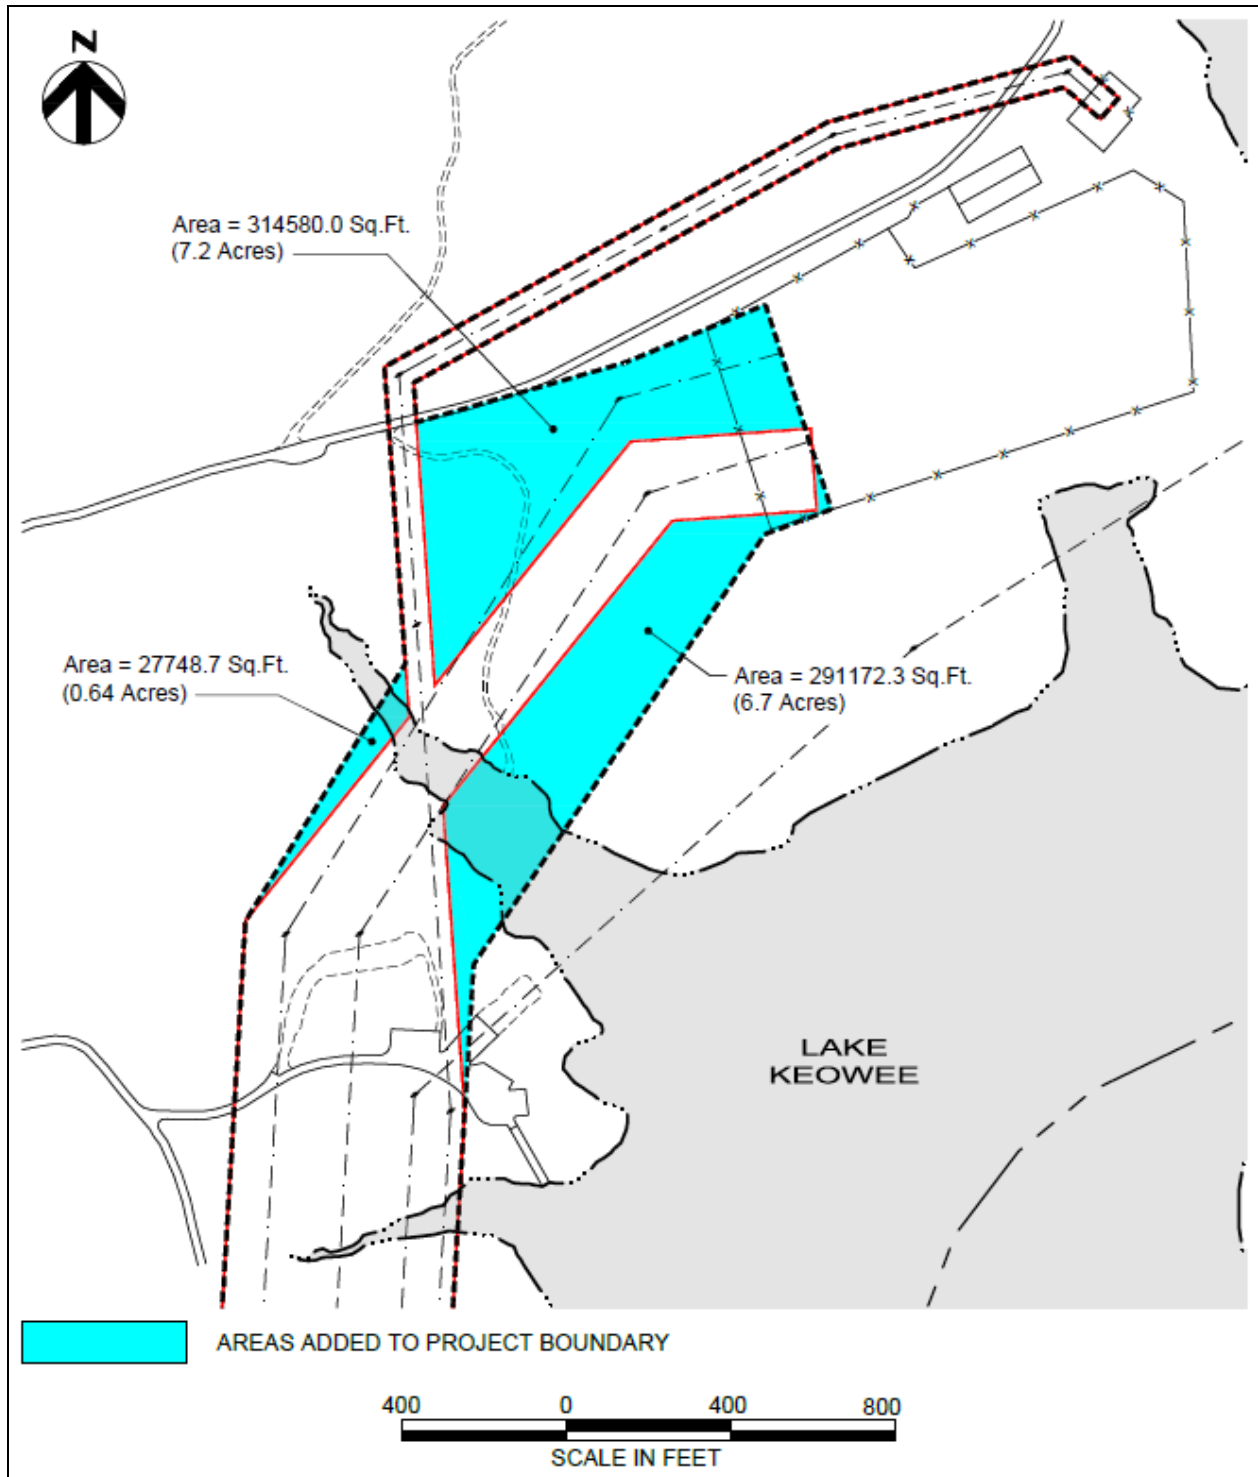 N
Area = 314580.0 Sq.Ft.
(7.2 Acres)
Area = 27748.7 Sq.Ft.
(0.64 Acres)
Area = 291172.3 Sq.Ft.
(6.7 Acres)
LAKE
KEOWEE
AREAS ADDED TO PROJECT BOUNDARY
400 0 400 800
SCALE IN FEET